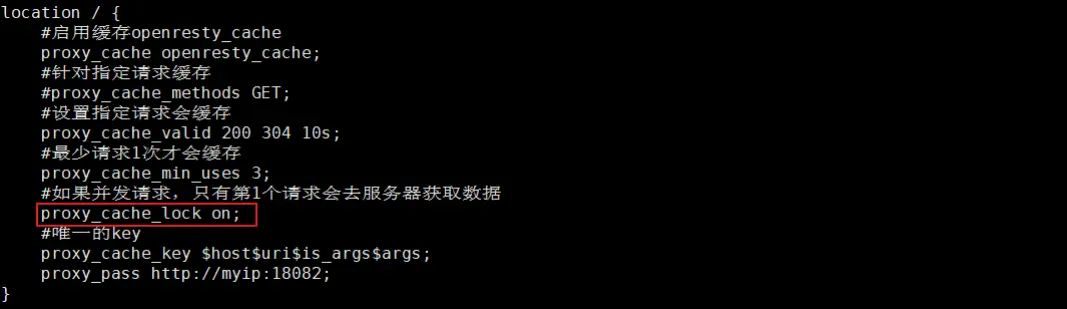 location / {
    #启用缓存openresty_cache
    proxy_cache openresty_cache;
    #针对指定请求缓存
    #proxy_cache_methods GET;
    #设置指定请求会缓存
    proxy_cache_valid 200 304 10s;
    #最少请求1次才会缓存
    proxy_cache_min_uses 3;
    #如果并发请求，只有第1个请求会去服务器获取数据
    proxy_cache_lock on;
    #唯一的key
    proxy_cache_key $host$uri$is_args$args;
    proxy_pass http://myip:18082;
}